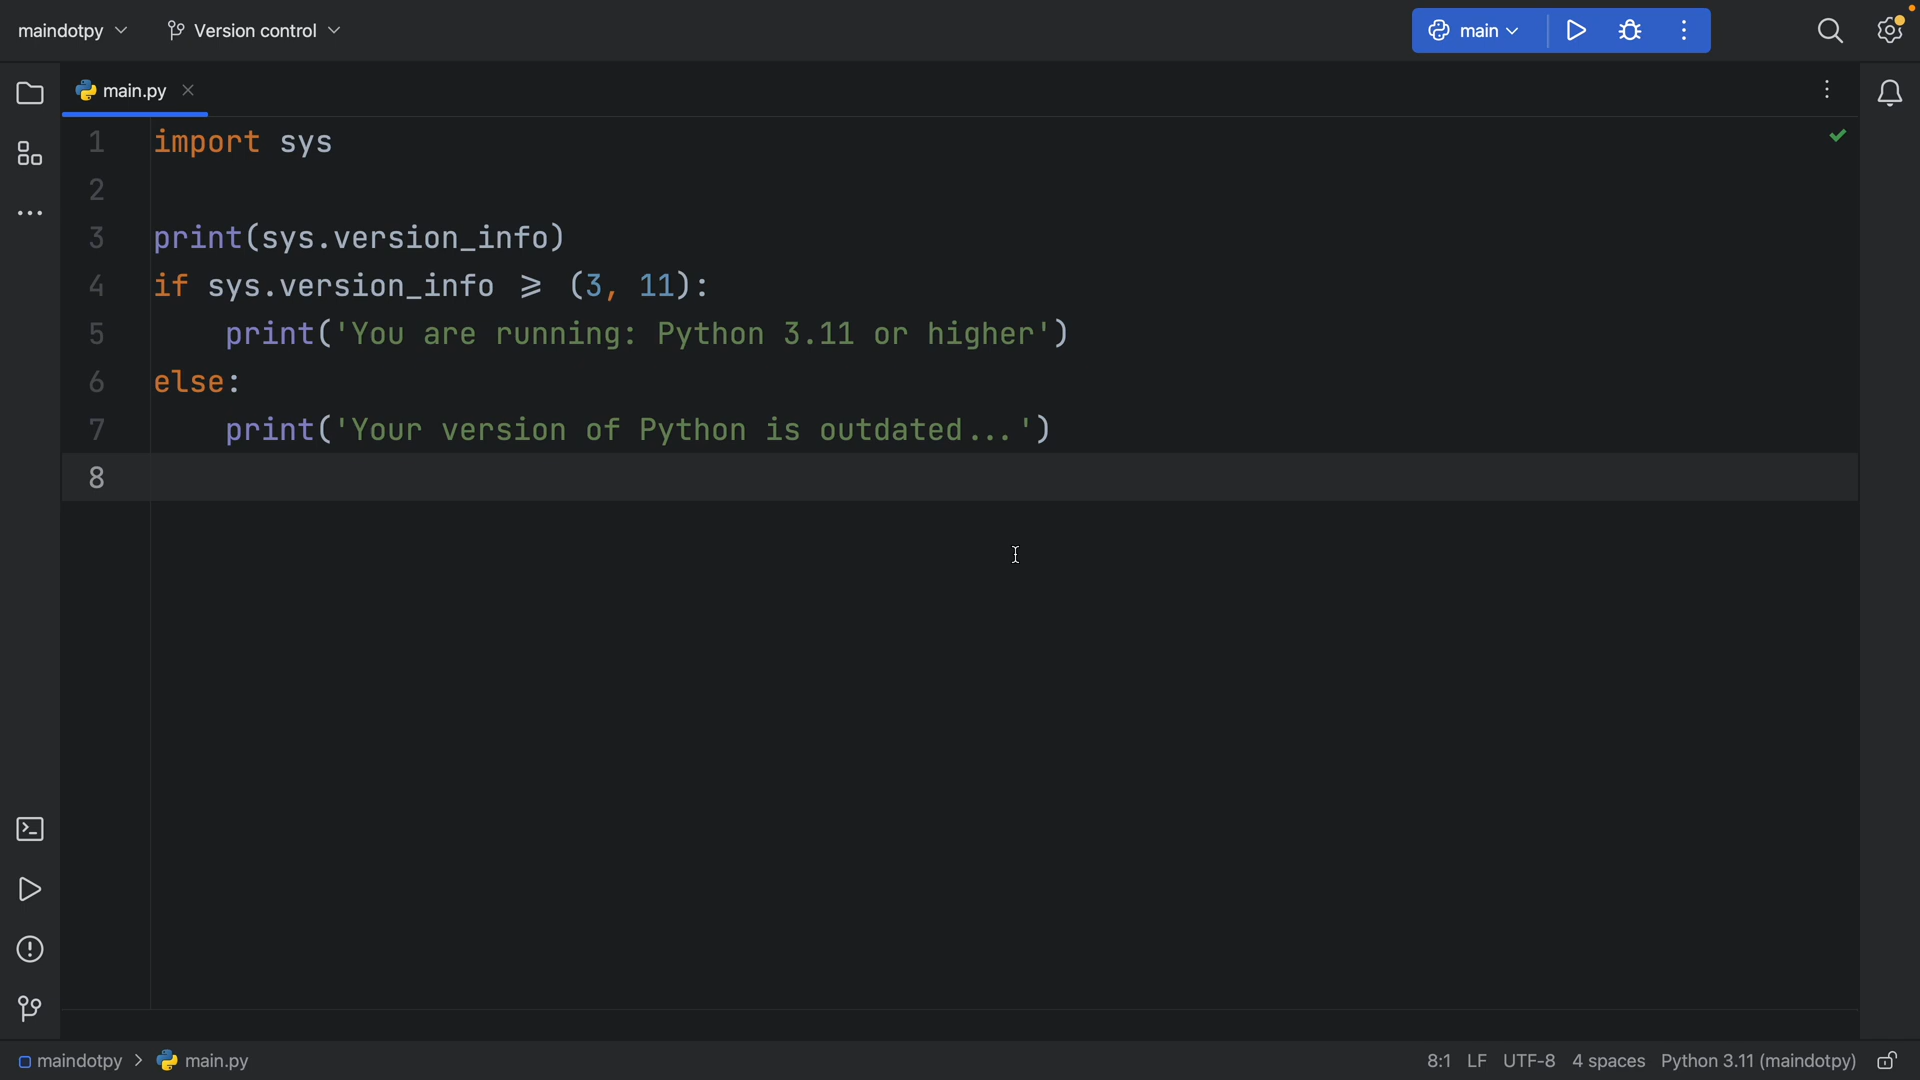 maindotpy Version control main
main.py
1 import sys
2
3 print(sys.version_info)
4 if sys.version_info >= (3, 11):
5     print('You are running: Python 3.11 or higher')
6 else:
7     print('Your version of Python is outdated...')
8
maindotpy > main.py 8:1 LF UTF-8 4 spaces Python 3.11 (maindotpy)